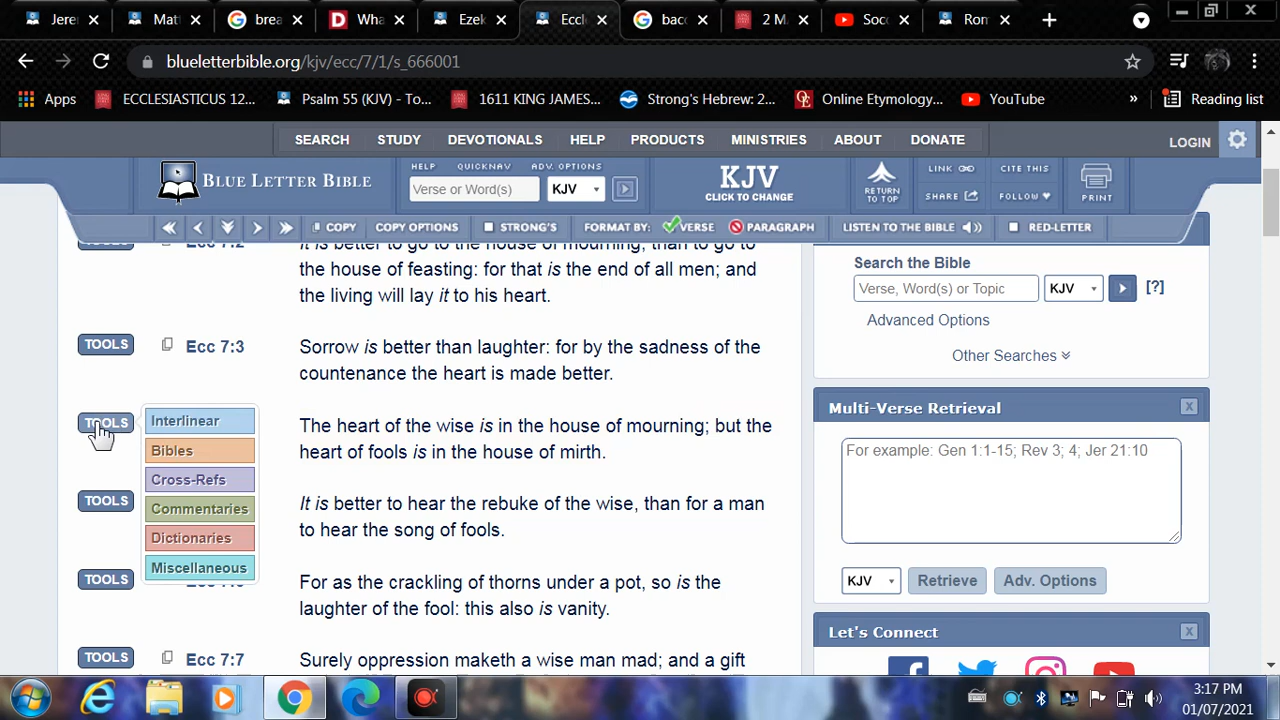 Jere
Matt
brea
Wha
Ezek
Eccle
bacc
2 M
Socc
Rom
blueletterbible.org/kjv/ecc/7/1/s_666001
Apps
ECCLESIASTICUS 12...
Psalm 55 (KJV) - To...
1611 KING JAMES...
Strong's Hebrew: 2...
Online Etymology...
YouTube
»
Reading list
SEARCH STUDY DEVOTIONALS HELP PRODUCTS MINISTRIES ABOUT DONATE
LOGIN
BLUE LETTER BIBLE
HELP QUICKNAV ADV. OPTIONS
Verse or Word(s) KJV
KJV
CLICK TO CHANGE
RETURN
TO TOP
LINK
SHARE
CITE THIS
FOLLOW
PRINT
COPY COPY OPTIONS STRONG'S FORMAT BY: VERSE PARAGRAPH LISTEN TO THE BIBLE RED-LETTER
TOOLS Ecc 7:2 It is better to go to the house of mourning, than to go to
the house of feasting: for that is the end of all men; and
the living will lay it to his heart.
TOOLS Ecc 7:3 Sorrow is better than laughter: for by the sadness of the
countenance the heart is made better.
TOOLS The heart of the wise is in the house of mourning; but the
heart of fools is in the house of mirth.
Interlinear
Bibles
Cross-Refs
Commentaries
Dictionaries
Miscellaneous
TOOLS It is better to hear the rebuke of the wise, than for a man
to hear the song of fools.
TOOLS For as the crackling of thorns under a pot, so is the
laughter of the fool: this also is vanity.
TOOLS Ecc 7:7 Surely oppression maketh a wise man mad; and a gift
Search the Bible
Verse, Word(s) or Topic KJV [?]
Advanced Options
Other Searches
Multi-Verse Retrieval X
For example: Gen 1:1-15; Rev 3; 4; Jer 21:10
KJV Retrieve Adv. Options
Let's Connect X
3:17 PM
01/07/2021